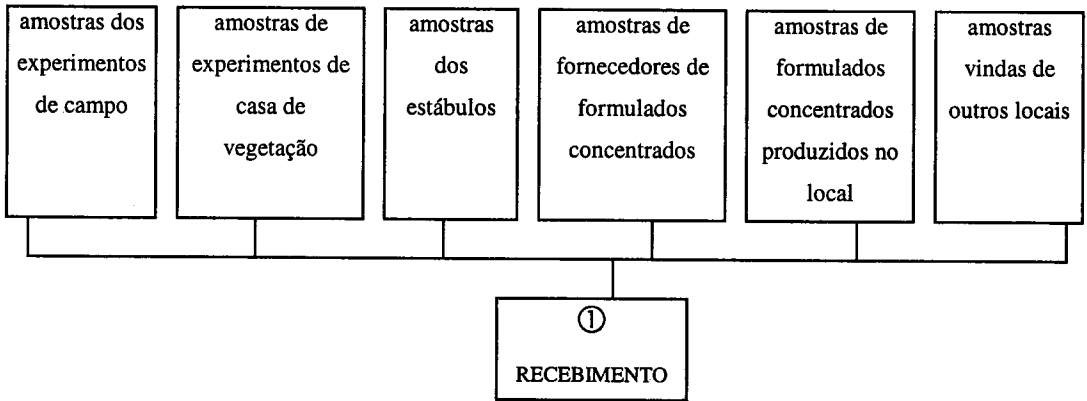 amostras dos
experimentos
de campo
amostras de
experimentos de
casa de
vegetação
amostras
dos
estábulos
amostras de
fornecedores de
formulados
concentrados
amostras de
formulados
concentrados
produzidos no
local
amostras
vindas de
outros locais
①
RECEBIMENTO